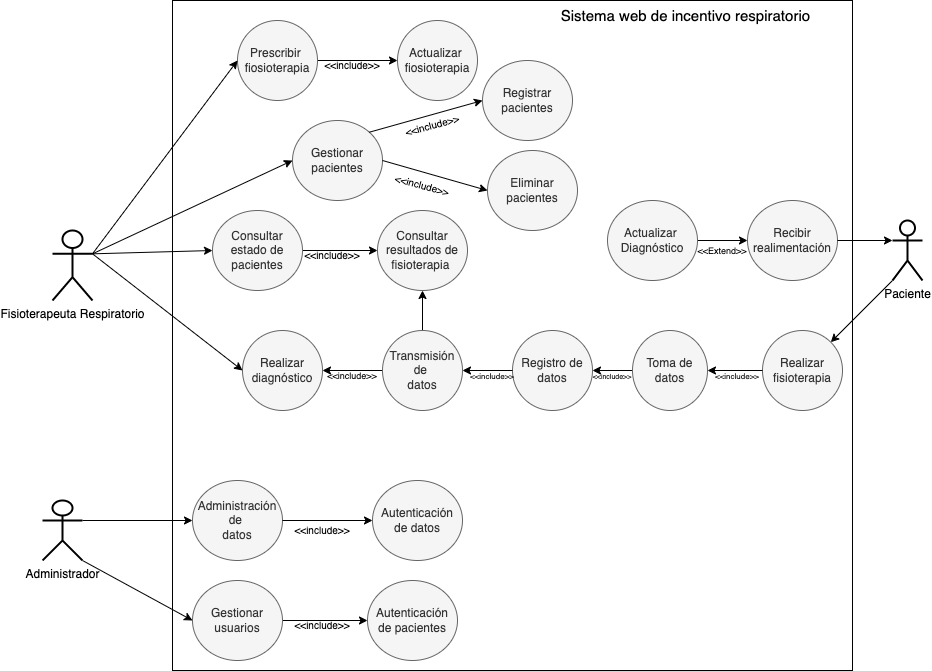 Sistema web de incentivo respiratorio
Prescribir
fiosioterapia
<<include>>
Actualizar
fiosioterapia
Registrar
pacientes
<<include>>
Gestionar
pacientes
<<include>>
Eliminar
pacientes
Consultar
estado de
pacientes
<<include>>
Consultar
resultados de
fisioterapia
Actualizar
Diagnóstico
<<Extend>>
Recibir
realimentación
Fisioterapeuta Respiratorio
Paciente
Realizar
diagnóstico
<<include>>
Transmisión
de
datos
<<include>>
Registro de
datos
<<include>>
Toma de
datos
<<include>>
Realizar
fisioterapia
Administrador
Administración
de
datos
<<include>>
Autenticación
de datos
Gestionar
usuarios
<<include>>
Autenticación
de pacientes